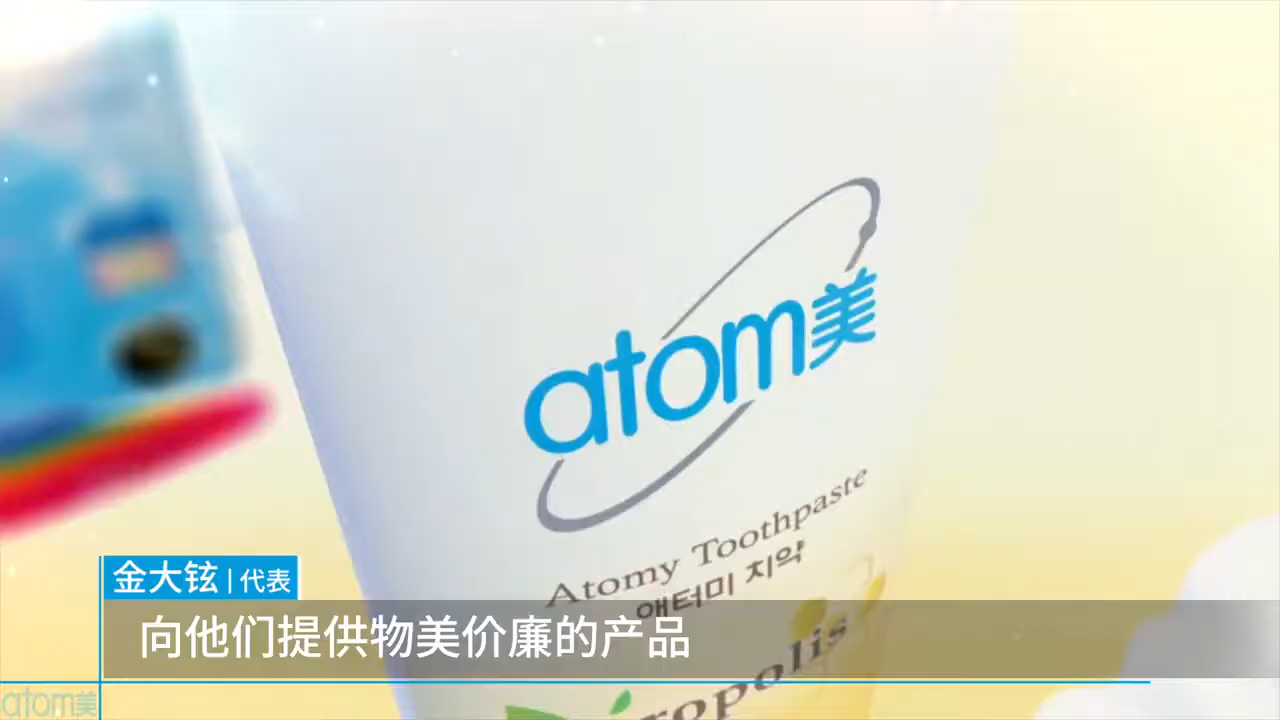 atom美
Atomy Toothpaste
애터미 치약
ropolis
金大铉 | 代表
向他们提供物美价廉的产品
atom美